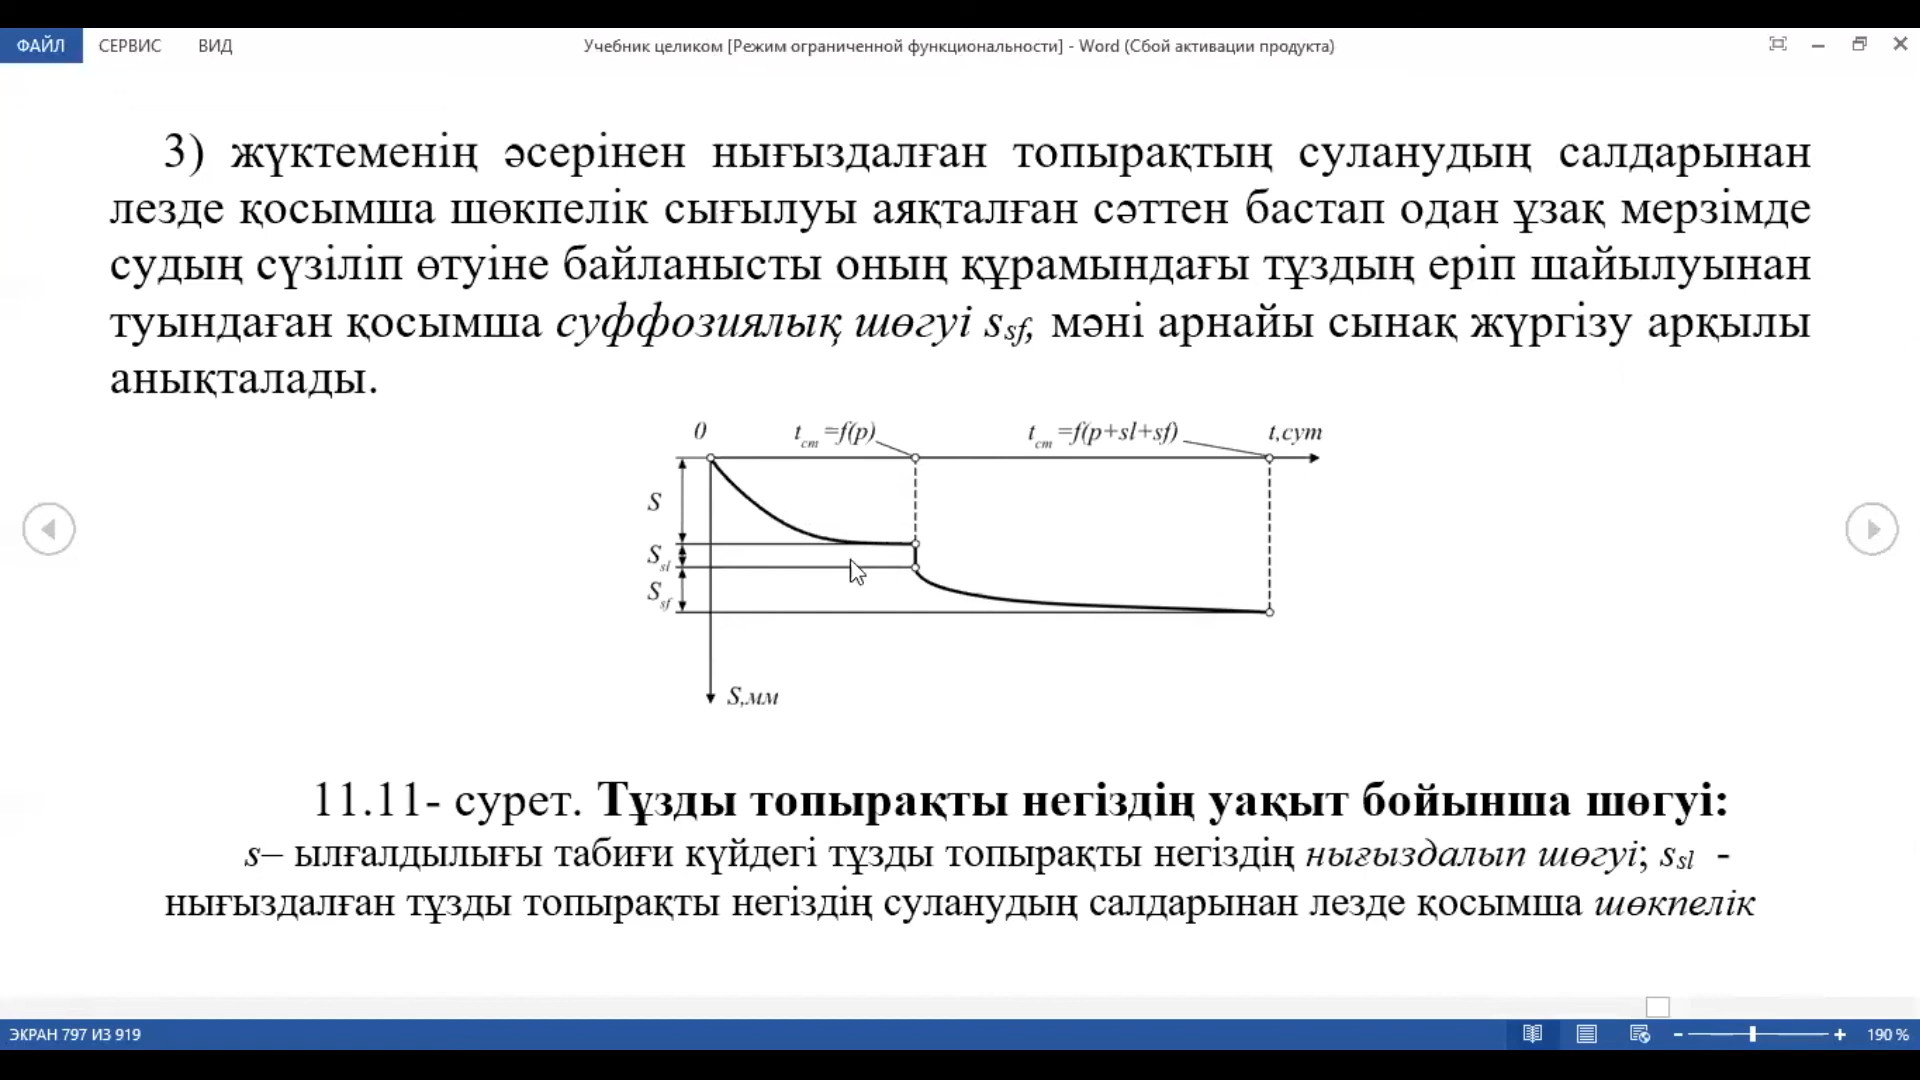 ФАЙЛ СЕРВИС ВИД Учебник целиком [Режим ограниченной функциональности] - Word (Сбой активации продукта)
3) жүктеменің әсерінен нығыздалған топырақтың суланудың салдарынан
лезде қосымша шөкпелік сығылуы аяқталған сәттен бастап одан ұзақ мерзімде
судың сүзіліп өтуіне байланысты оның құрамындағы тұздың еріп шайылуынан
туындаған қосымша суффозиялық шөгуі ssf, мәні арнайы сынақ жүргізу арқылы
анықталады.
0 tст =f(p) tст =f(p+sl+sf) t,сут
S
Ssl
Ssf
S,мм
11.11- сурет. Тұзды топырақты негіздің уақыт бойынша шөгуі:
s– ылғалдылығы табиғи күйдегі тұзды топырақты негіздің нығыздалып шөгуі; ssl -
нығыздалған тұзды топырақты негіздің суланудың салдарынан лезде қосымша шөкпелік
ЭКРАН 797 ИЗ 919 190 %